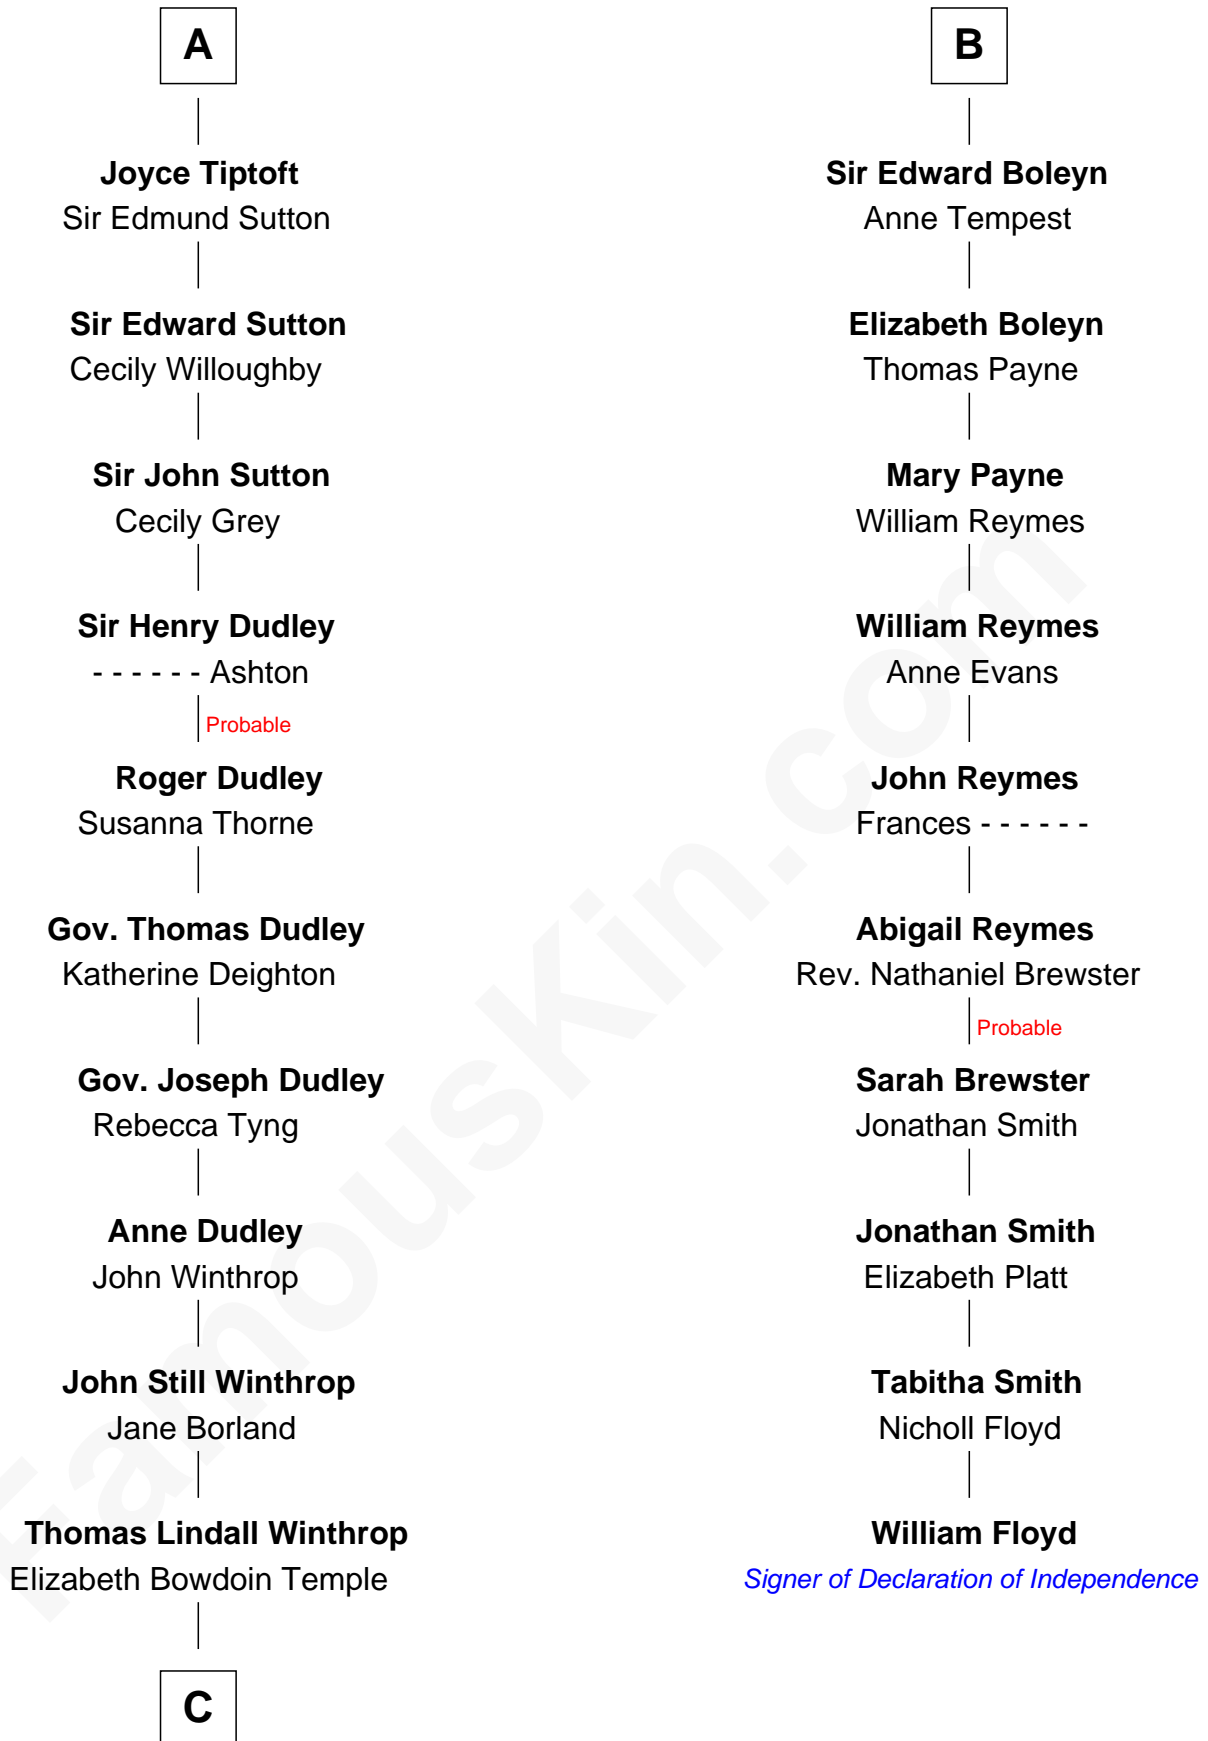 A
Joyce Tiptoft
Sir Edmund Sutton
Sir Edward Sutton
Cecily Willoughby
Sir John Sutton
Cecily Grey
Sir Henry Dudley
- - - - - - Ashton
Probable
Roger Dudley
Susanna Thorne
Gov. Thomas Dudley
Katherine Deighton
Gov. Joseph Dudley
Rebecca Tyng
Anne Dudley
John Winthrop
John Still Winthrop
Jane Borland
Thomas Lindall Winthrop
Elizabeth Bowdoin Temple
C
B
Sir Edward Boleyn
Anne Tempest
Elizabeth Boleyn
Thomas Payne
Mary Payne
William Reymes
William Reymes
Anne Evans
John Reymes
Frances - - - - - -
Abigail Reymes
Rev. Nathaniel Brewster
Probable
Sarah Brewster
Jonathan Smith
Jonathan Smith
Elizabeth Platt
Tabitha Smith
Nicholl Floyd
William Floyd
Signer of Declaration of Independence
FamousKin.com